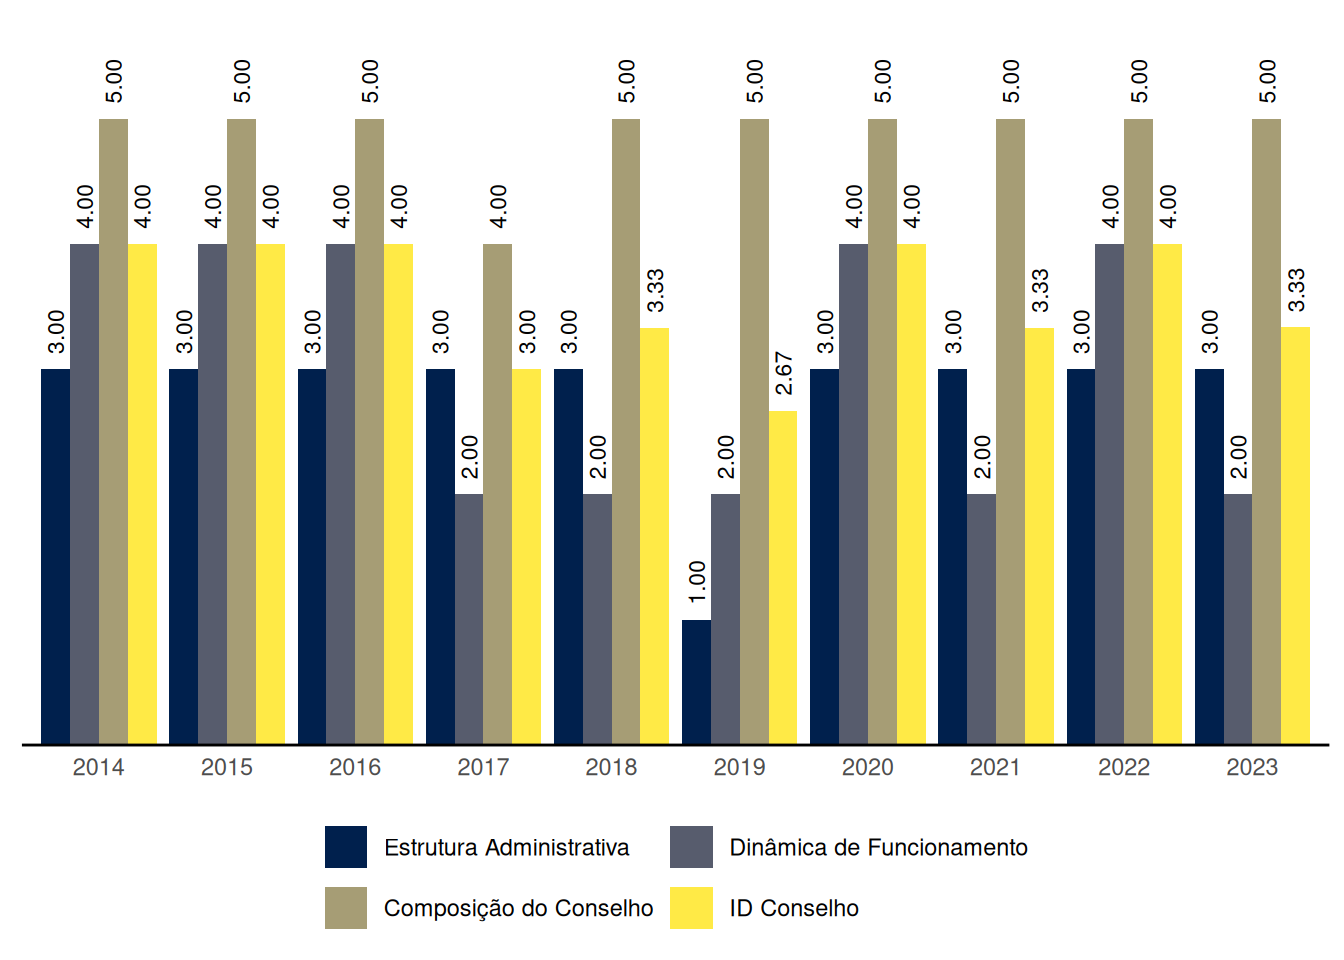 5.00 5.00 5.00 5.00 5.00 5.00 5.00 5.00 5.00
4.00 4.00 4.00 4.00 4.00 4.00 4.00 4.00 4.00 4.00 4.00
3.33 3.33 3.33
3.00 3.00 3.00 3.00 3.00 3.00 3.00 3.00 3.00 3.00
2.67
2.00 2.00 2.00 2.00 2.00
1.00
2014 2015 2016 2017 2018 2019 2020 2021 2022 2023
Estrutura Administrativa Dinâmica de Funcionamento
Composição do Conselho ID Conselho